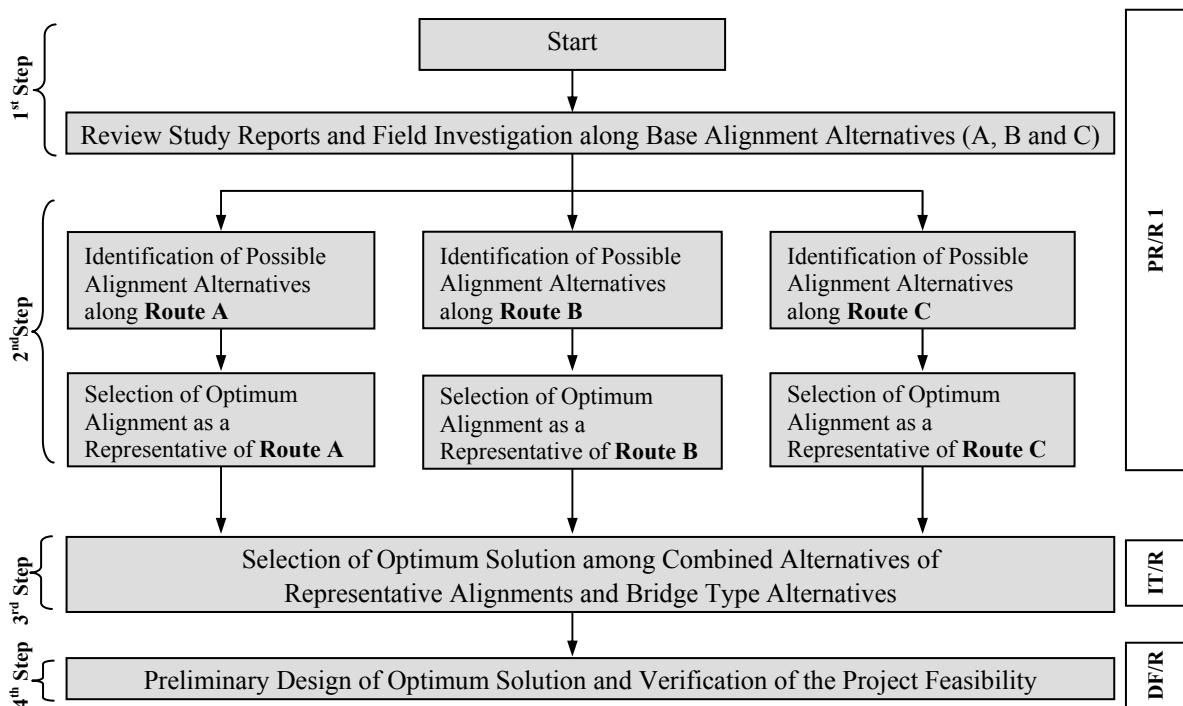 Start
1st Step
Review Study Reports and Field Investigation along Base Alignment Alternatives (A, B and C)
PR/R 1
2ndStep
Identification of Possible
Alignment Alternatives
along Route A
Identification of Possible
Alignment Alternatives
along Route B
Identification of Possible
Alignment Alternatives
along Route C
Selection of Optimum
Alignment as a
Representative of Route A
Selection of Optimum
Alignment as a
Representative of Route B
Selection of Optimum
Alignment as a
Representative of Route C
3rd Step
Selection of Optimum Solution among Combined Alternatives of
Representative Alignments and Bridge Type Alternatives
IT/R
4th Step
Preliminary Design of Optimum Solution and Verification of the Project Feasibility
DF/R